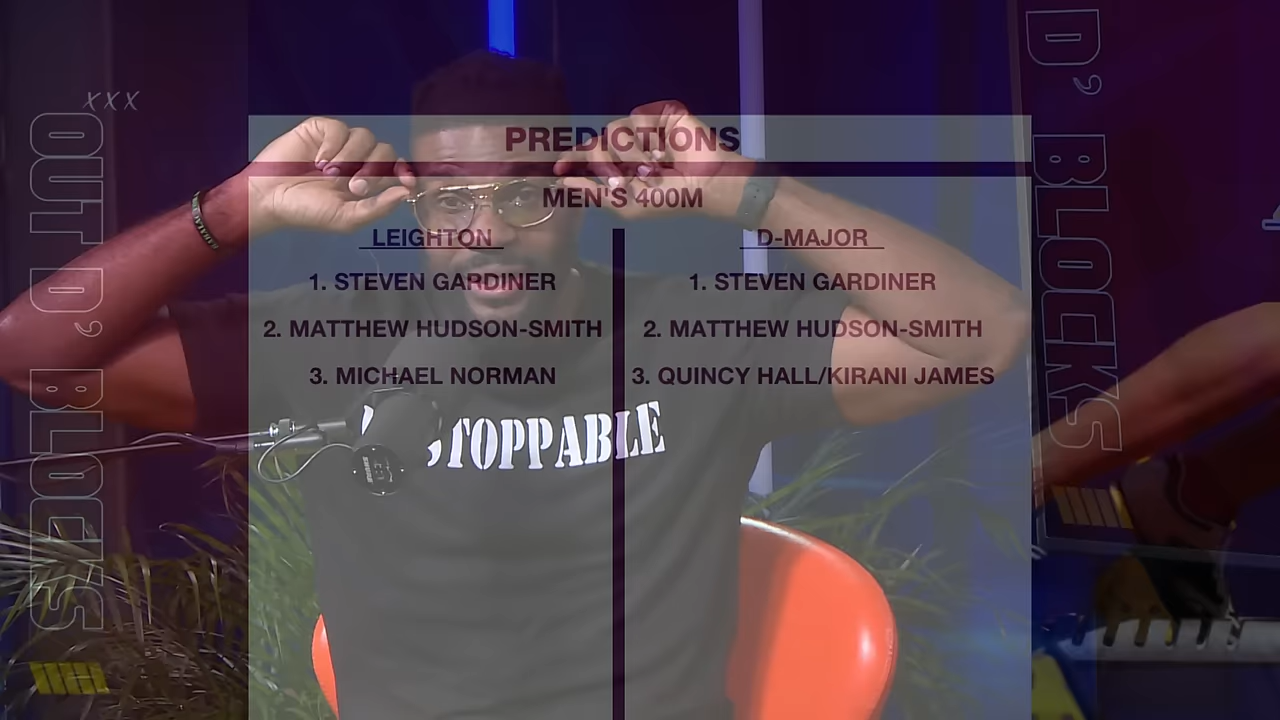 XXX
OUT D' BLOCKS
D' BLOCKS
PREDICTIONS
MEN'S 400M
LEIGHTON
1. STEVEN GARDINER
2. MATTHEW HUDSON-SMITH
3. MICHAEL NORMAN
D-MAJOR
1. STEVEN GARDINER
2. MATTHEW HUDSON-SMITH
3. QUINCY HALL/KIRANI JAMES
STOPPABLE